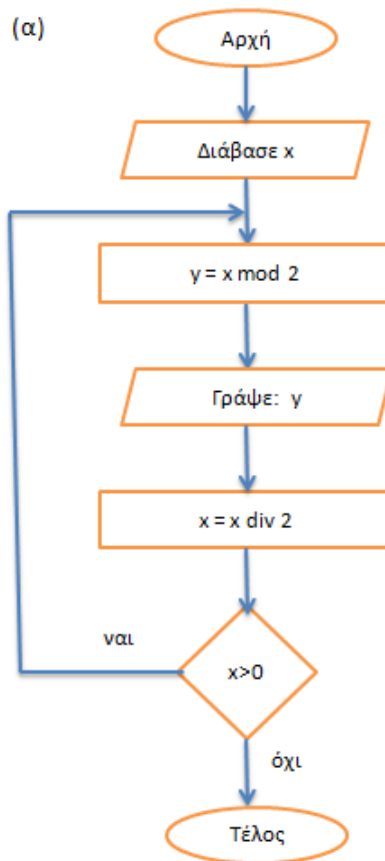 (α)
Αρχή
Διάβασε x
y = x mod 2
Γράψε: y
x = x div 2
ναι
x>0
όχι
Τέλος